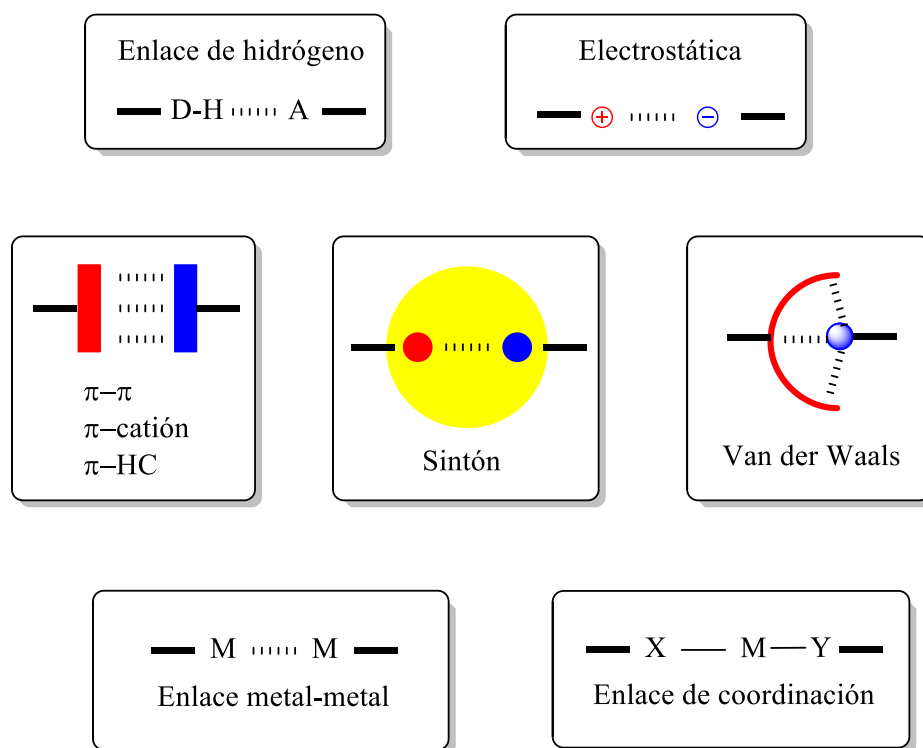 Enlace de hidrógeno
D-H A
Electrostática
+ −
π–π
π–catión
π–HC
Sintón
Van der Waals
M M
Enlace metal-metal
X M Y
Enlace de coordinación